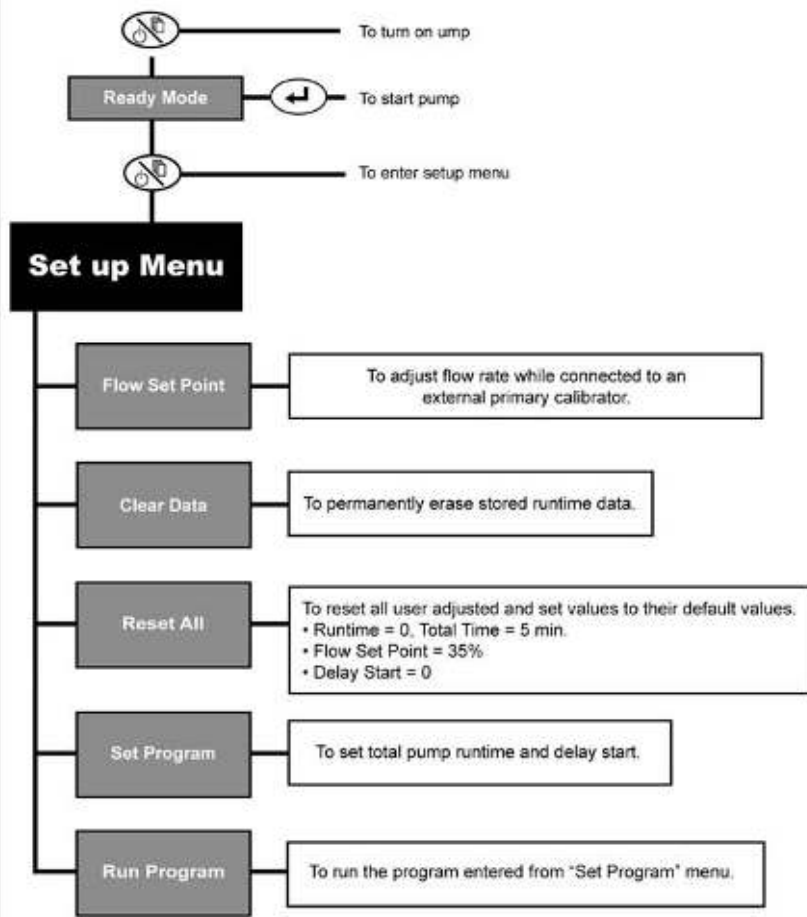 To turn on ump
Ready Mode
To start pump
To enter setup menu
Set up Menu
Flow Set Point
To adjust flow rate while connected to an
external primary calibrator.
Clear Data
To permanently erase stored runtime data.
Reset All
To reset all user adjusted and set values to their default values.
• Runtime = 0, Total Time = 5 min.
• Flow Set Point = 35%
• Delay Start = 0
Set Program
To set total pump runtime and delay start.
Run Program
To run the program entered from “Set Program” menu.